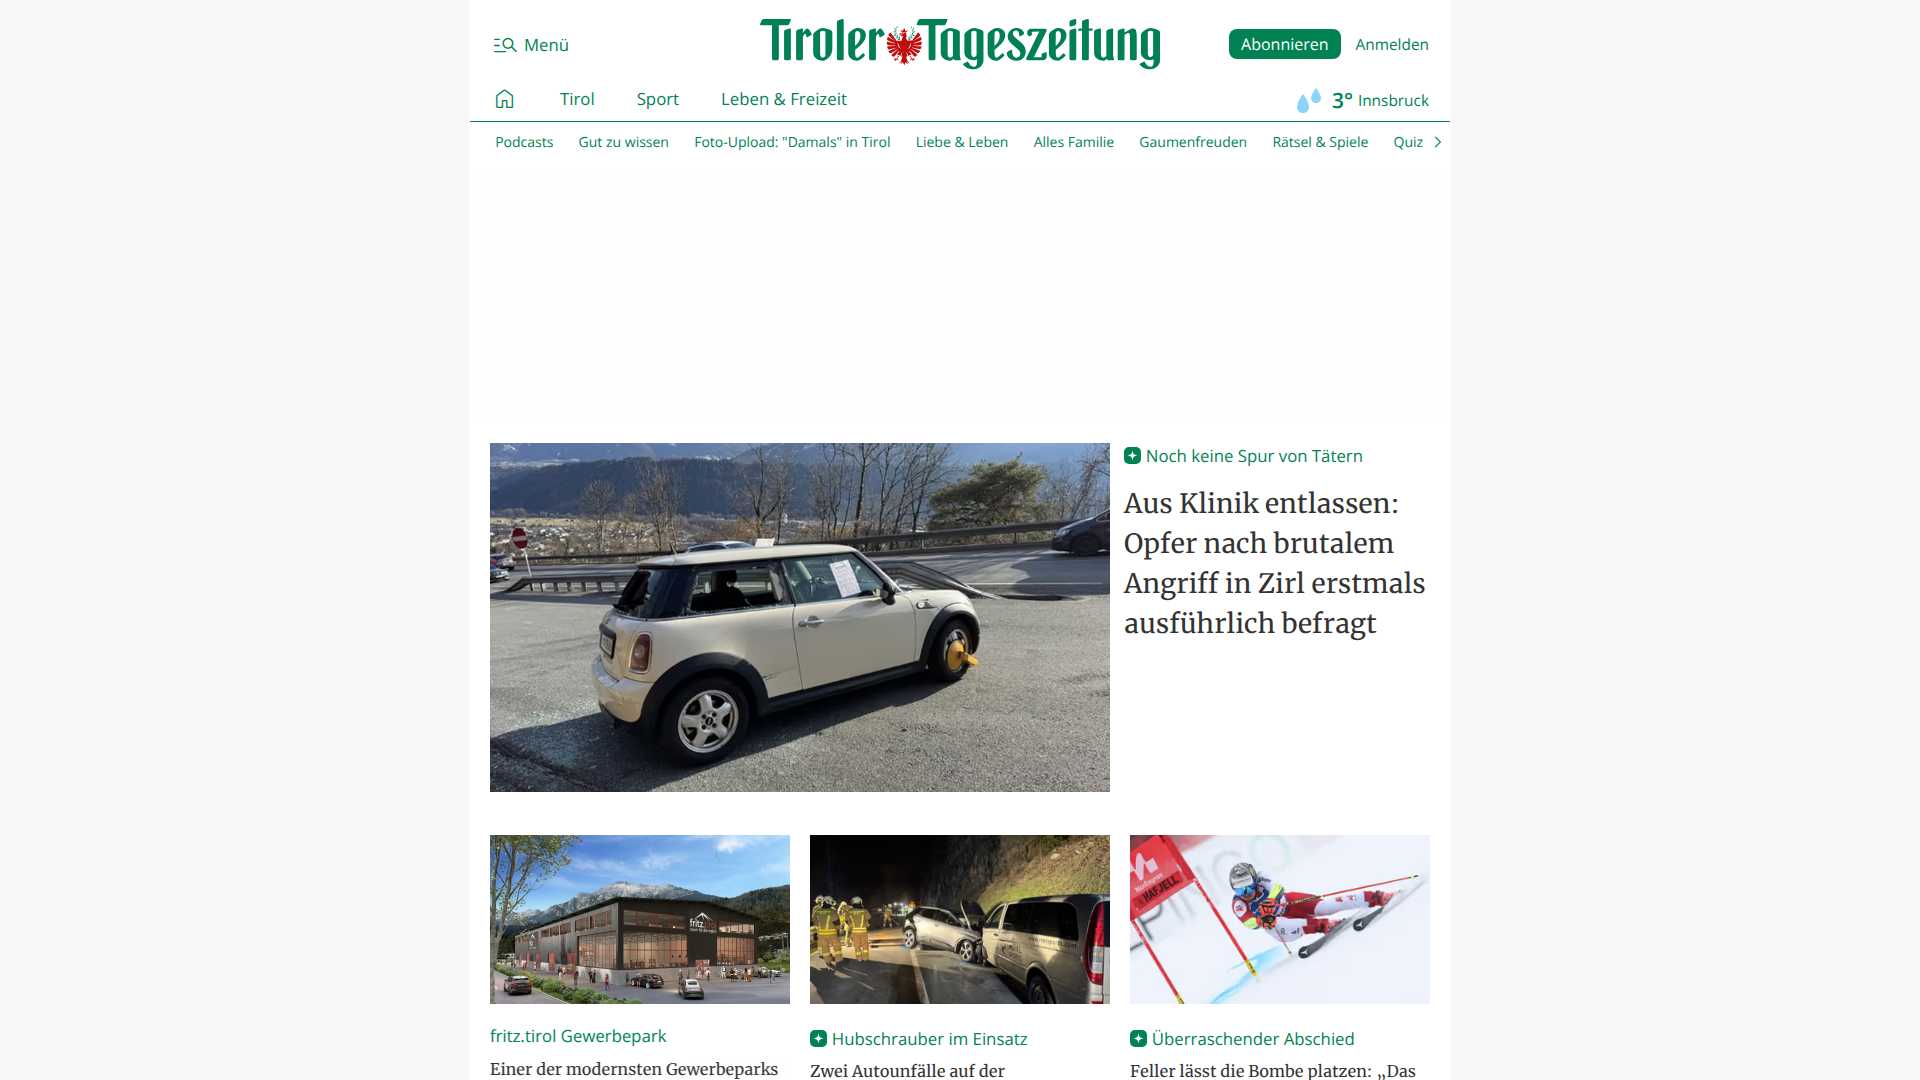 Menü
Tiroler Tageszeitung
Abonnieren
Anmelden
Tirol
Sport
Leben & Freizeit
3° Innsbruck
Podcasts
Gut zu wissen
Foto-Upload: "Damals" in Tirol
Liebe & Leben
Alles Familie
Gaumenfreuden
Rätsel & Spiele
Quiz
Noch keine Spur von Tätern
Aus Klinik entlassen:
Opfer nach brutalem
Angriff in Zirl erstmals
ausführlich befragt
fritz
HAFJELL
fritz.tirol Gewerbepark
Einer der modernsten Gewerbeparks
Hubschrauber im Einsatz
Zwei Autounfälle auf der
Überraschender Abschied
Feller lässt die Bombe platzen: „Das